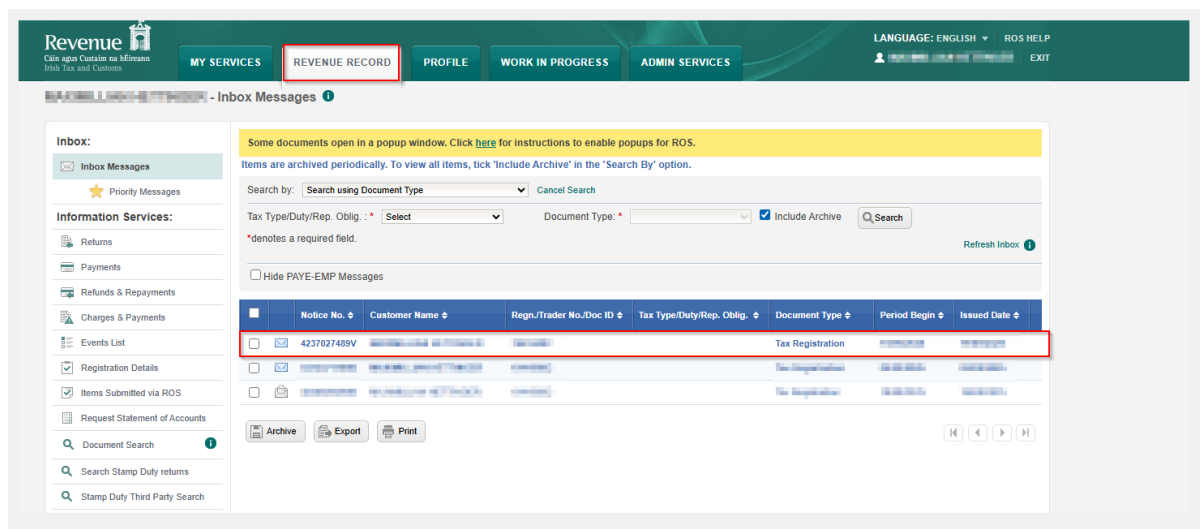 Revenue
Cáin agus Custaim na hÉireann
Irish Tax and Customs
MY SERVICES
REVENUE RECORD
PROFILE
WORK IN PROGRESS
ADMIN SERVICES
LANGUAGE: ENGLISH
ROS HELP
EXIT
- Inbox Messages
Inbox:
Inbox Messages
Priority Messages
Information Services:
Returns
Payments
Refunds & Repayments
Charges & Payments
Events List
Registration Details
Items Submitted via ROS
Request Statement of Accounts
Document Search
Search Stamp Duty returns
Stamp Duty Third Party Search
Some documents open in a popup window. Click here for instructions to enable popups for ROS.
Items are archived periodically. To view all items, tick 'Include Archive' in the 'Search By' option.
Search by: Search using Document Type Cancel Search
Tax Type/Duty/Rep. Oblig. : * Select Document Type: * Include Archive Search
*denotes a required field.
Refresh Inbox
Hide PAYE-EMP Messages
Notice No. Customer Name Regn./Trader No./Doc ID Tax Type/Duty/Rep. Oblig. Document Type Period Begin Issued Date
4237027489V Tax Registration
Archive Export Print